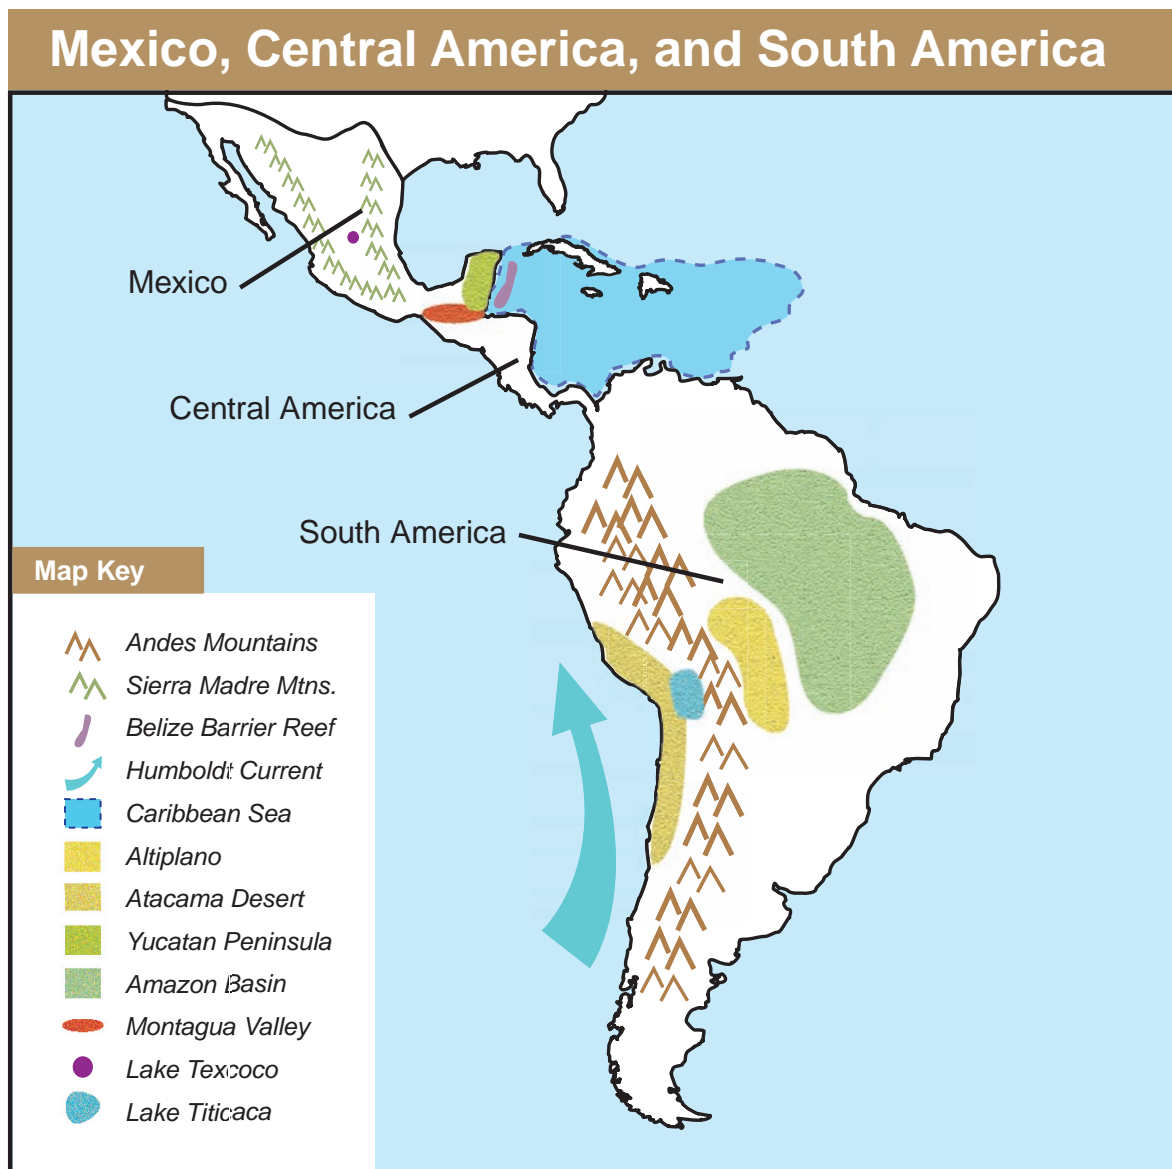 Mexico, Central America, and South America
Mexico
Central America
South America
Map Key
Andes Mountains
Sierra Madre Mtns.
Belize Barrier Reef
Humboldt Current
Caribbean Sea
Altiplano
Atacama Desert
Yucatan Peninsula
Amazon Basin
Montagua Valley
Lake Texcoco
Lake Titicaca